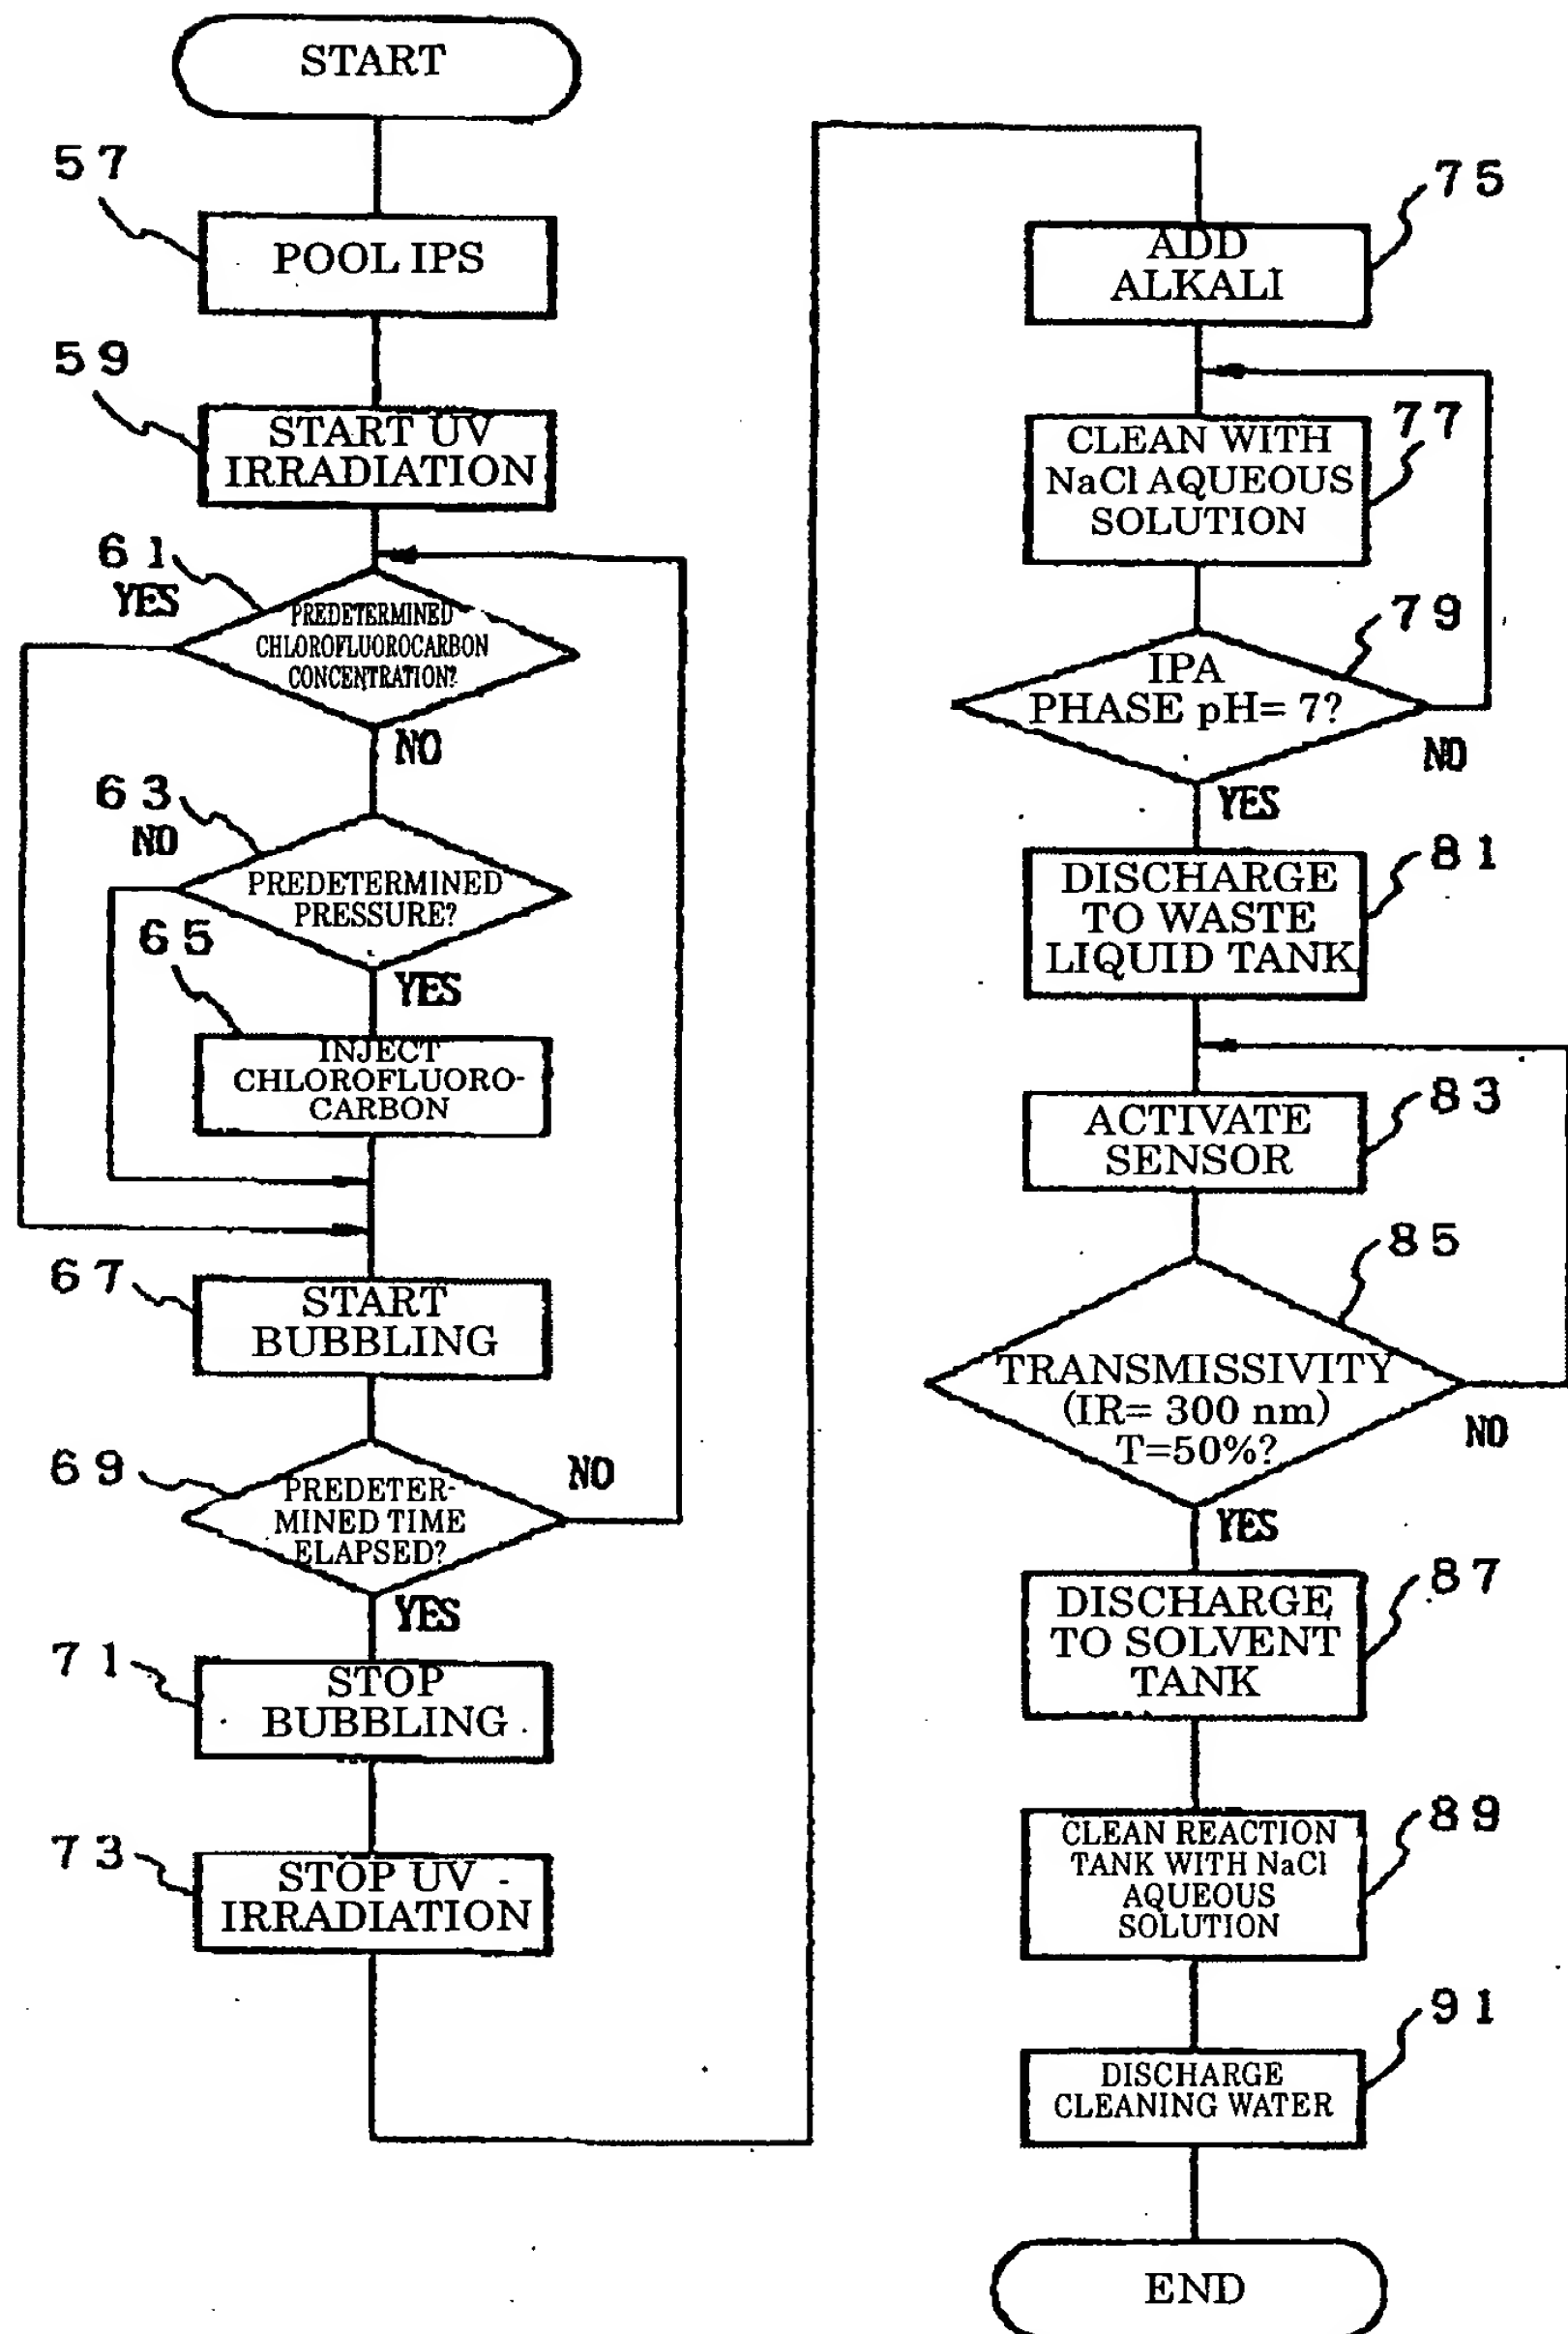 START
57
POOL IPS
59
START UV
IRRADIATION
61
YES
PREDETERMINED
CHLOROFLUOROCARBON
CONCENTRATION?
NO
63
NO
PREDETERMINED
PRESSURE?
65
YES
INJECT
CHLOROFLUORO-
CARBON
67
START
BUBBLING
69
NO
PREDETER-
MINED TIME
ELAPSED?
YES
71
STOP
BUBBLING
73
STOP UV
IRRADIATION
75
ADD
ALKALI
77
CLEAN WITH
NaCl AQUEOUS
SOLUTION
79
IPA
PHASE pH= 7?
NO
YES
81
DISCHARGE
TO WASTE
LIQUID TANK
83
ACTIVATE
SENSOR
85
TRANSMISSIVITY
(IR= 300 nm)
T=50%?
NO
YES
87
DISCHARGE
TO SOLVENT
TANK
89
CLEAN REACTION
TANK WITH NaCl
AQUEOUS
SOLUTION
91
DISCHARGE
CLEANING WATER
END